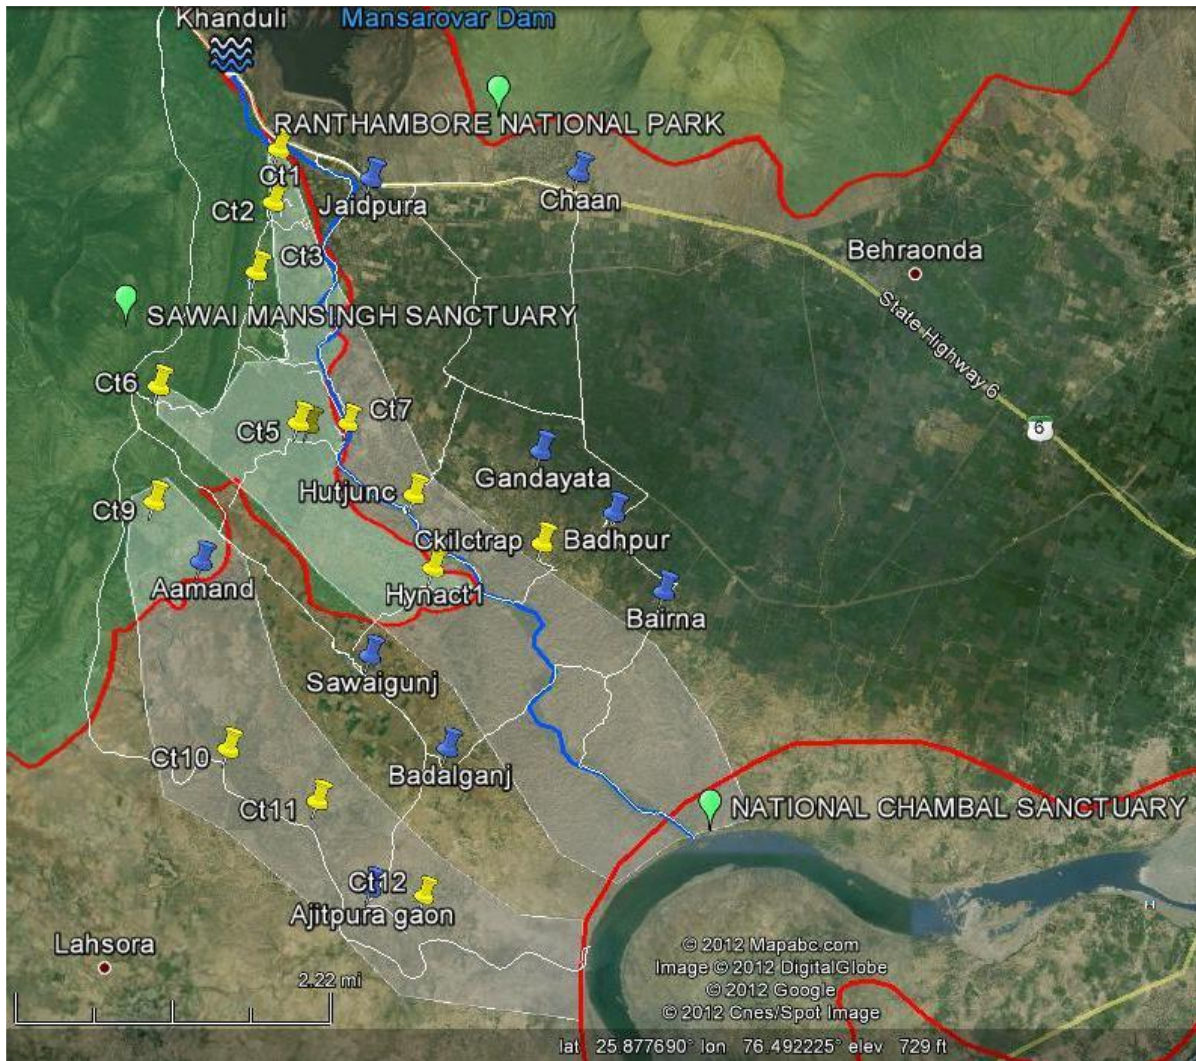 Khanduli
Mansarovar Dam
RANTHAMBORE NATIONAL PARK
Ct1
Ct2
Jaidpura
Chaan
Ct3
Behraonda
SAWAI MANSINGH SANCTUARY
State Highway 6
Ct6
Ct7
Ct5
6
Gandayata
Hutjunc
Ct9
Ckilctrap
Badhpur
Aamand
Hynact1
Bairna
Sawaigunj
Ct10
Badalganj
Ct11
NATIONAL CHAMBAL SANCTUARY
Ct12
Ajitpura gaon
Lahsora
© 2012 Mapabc.com
Image © 2012 DigitalGlobe
© 2012 Google
© 2012 Cnes/Spot Image
2.22 mi
lat 25.877690° lon 76.492225° elev 729 ft